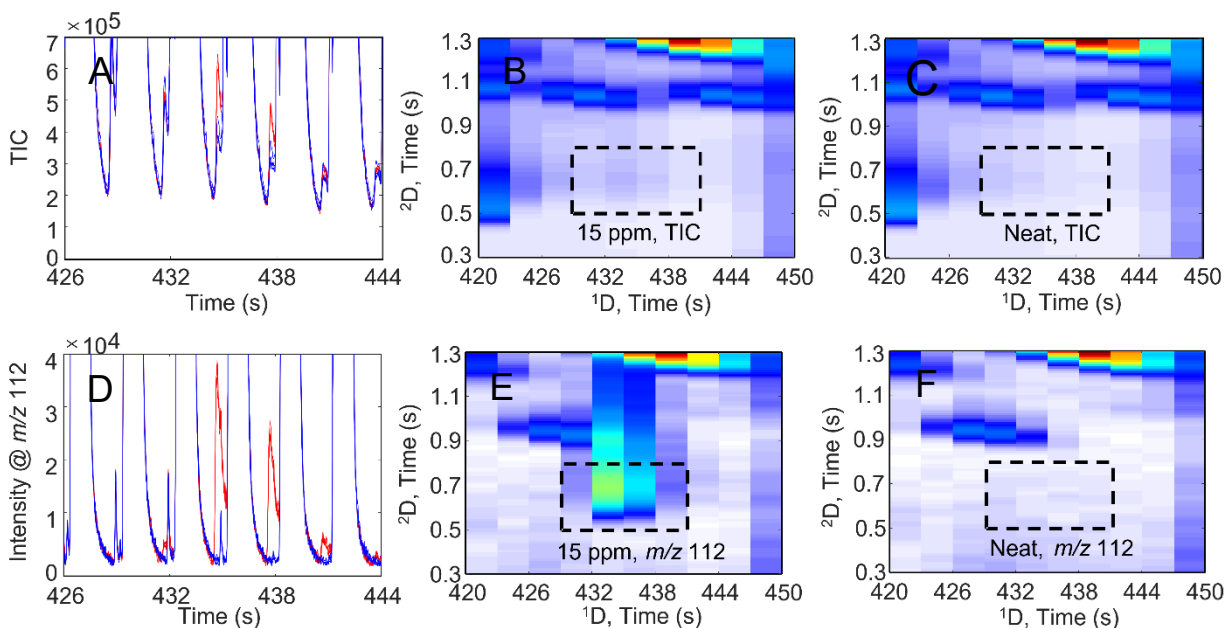 × 10⁵
A
TIC
7
6
5
4
3
2
1
0
426 432 438 444
Time (s)
B
²D, Time (s)
1.3
1.1
0.9
0.7
0.5
0.3
15 ppm, TIC
420 426 432 438 444 450
¹D, Time (s)
C
²D, Time (s)
1.3
1.1
0.9
0.7
0.5
0.3
Neat, TIC
420 426 432 438 444 450
¹D, Time (s)
× 10⁴
D
Intensity @ m/z 112
4
3
2
1
0
426 432 438 444
Time (s)
E
²D, Time (s)
1.3
1.1
0.9
0.7
0.5
0.3
15 ppm, m/z 112
420 426 432 438 444 450
¹D, Time (s)
F
²D, Time (s)
1.3
1.1
0.9
0.7
0.5
0.3
Neat, m/z 112
420 426 432 438 444 450
¹D, Time (s)